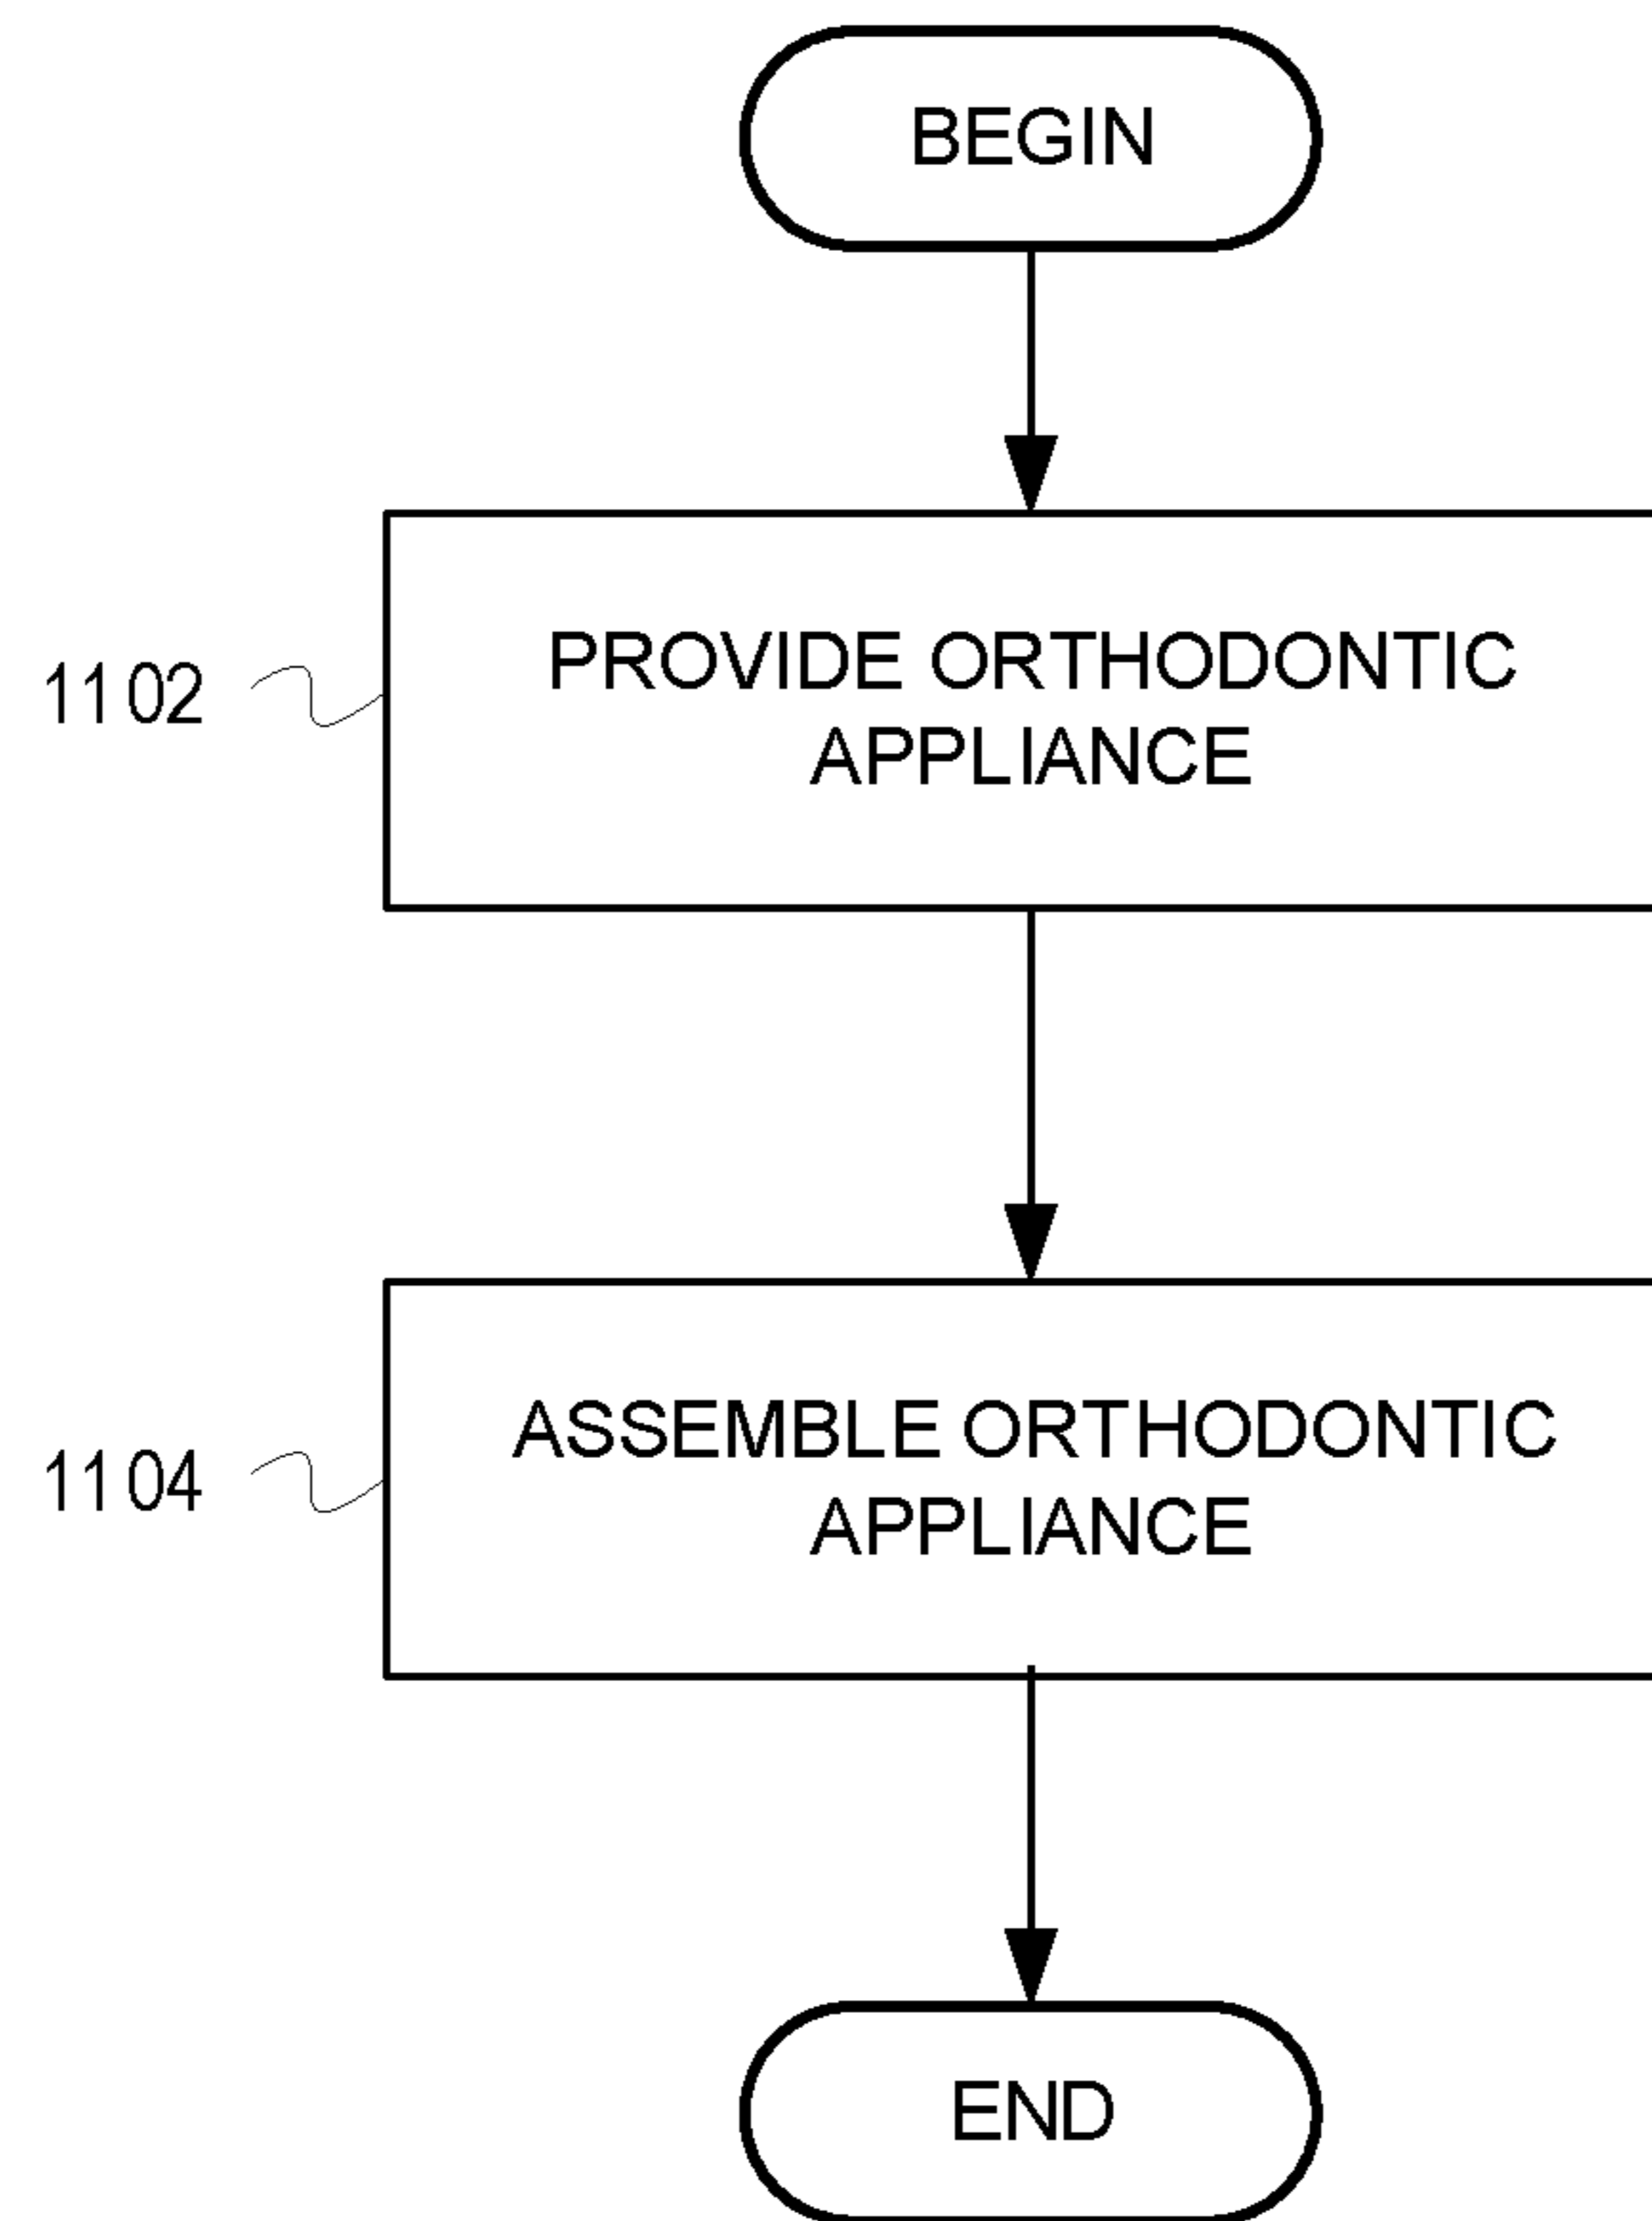 BEGIN
1102
PROVIDE ORTHODONTIC
APPLIANCE
1104
ASSEMBLE ORTHODONTIC
APPLIANCE
END